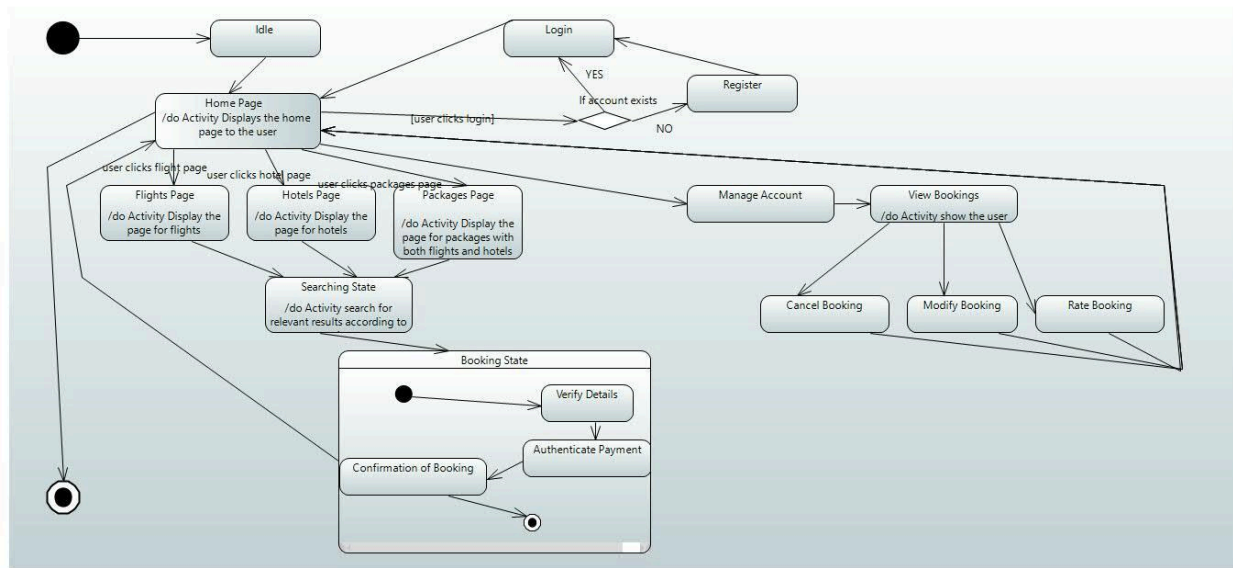 Idle
Login
YES
Register
If account exists
Home Page
/do Activity Displays the home
page to the user
[user clicks login]
NO
user clicks flight page
user clicks hotel page
user clicks packages page
Flights Page
/do Activity Display the
page for flights
Hotels Page
/do Activity Display the
page for hotels
Packages Page
/do Activity Display the
page for packages with
both flights and hotels
Manage Account
View Bookings
/do Activity show the user
Searching State
/do Activity search for
relevant results according to
Cancel Booking
Modify Booking
Rate Booking
Booking State
Verify Details
Authenticate Payment
Confirmation of Booking